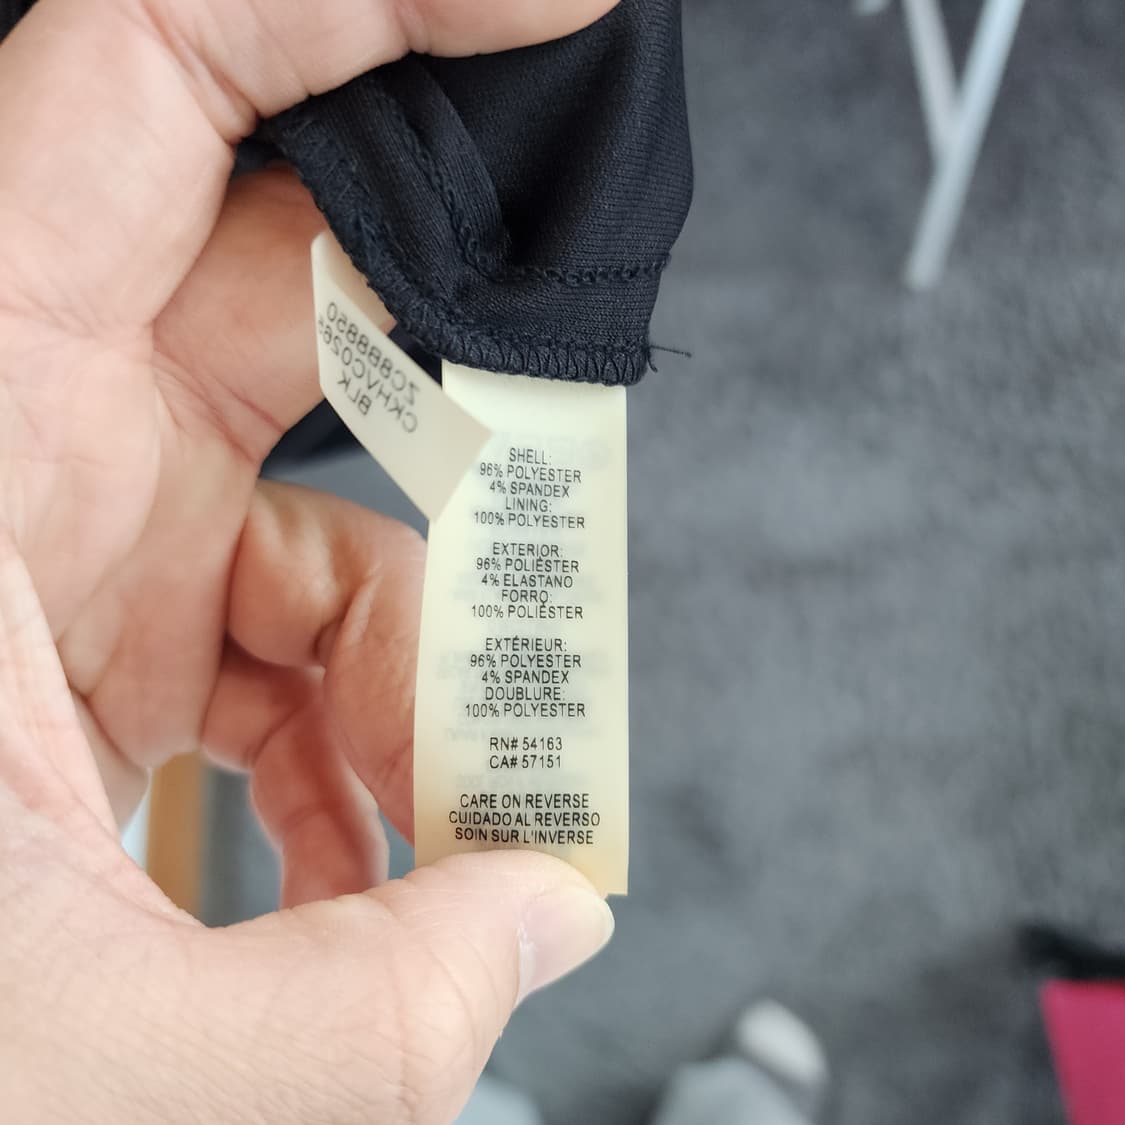 SHELL:
96% POLYESTER
4% SPANDEX
LINING:
100% POLYESTER
EXTERIOR:
96% POLIÉSTER
4% ELASTANO
FORRO:
100% POLIÉSTER
EXTÉRIEUR:
96% POLYESTER
4% SPANDEX
DOUBLURE:
100% POLYESTER
RN# 54163
CA# 57151
CARE ON REVERSE
CUIDADO AL REVERSO
SOIN SUR L'INVERSE
BLK